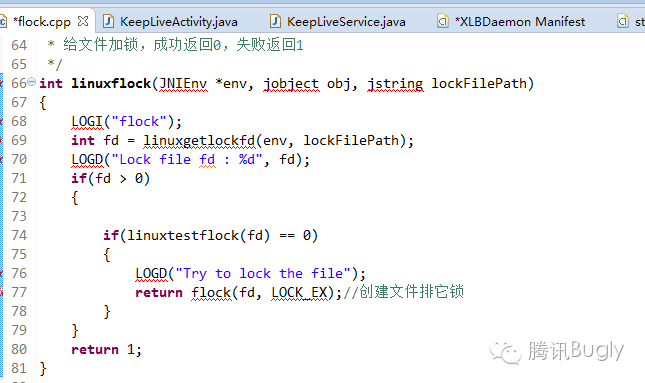 *flock.cpp KeepLiveActivity.java KeepLiveService.java *XLBDaemon Manifest st
64 * 给文件加锁，成功返回0，失败返回1
65 */
66 int linuxflock(JNIEnv *env, jobject obj, jstring lockFilePath)
67 {
68 LOGI("flock");
69 int fd = linuxgetlockfd(env, lockFilePath);
70 LOGD("Lock file fd : %d", fd);
71 if(fd > 0)
72 {
73
74 if(linuxtestflock(fd) == 0)
75 {
76 LOGD("Try to lock the file");
77 return flock(fd, LOCK_EX);//创建文件排它锁
78 }
79 }
80 return 1;
81 }
腾讯Bugly